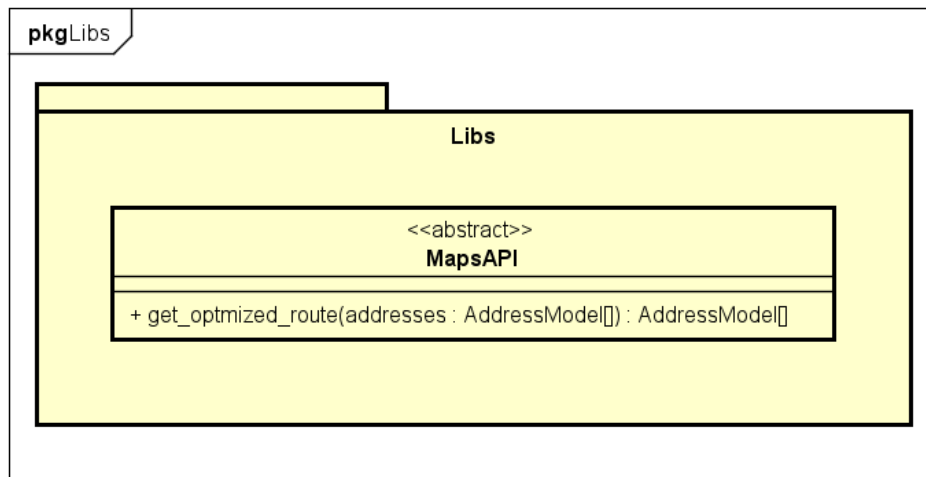 pkgLibs
Libs
<<abstract>>
MapsAPI
+ get_optmized_route(addresses : AddressModel[]) : AddressModel[]